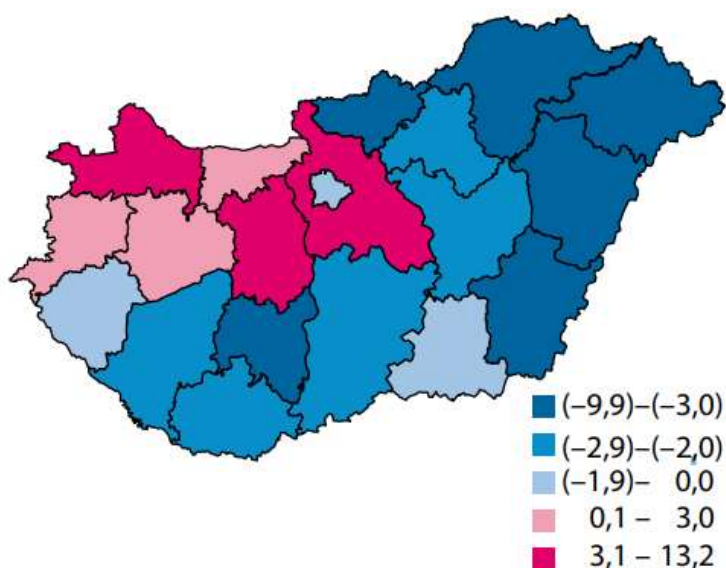 (–9,9)–(–3,0)
(–2,9)–(–2,0)
(–1,9)– 0,0
0,1 – 3,0
3,1 – 13,2